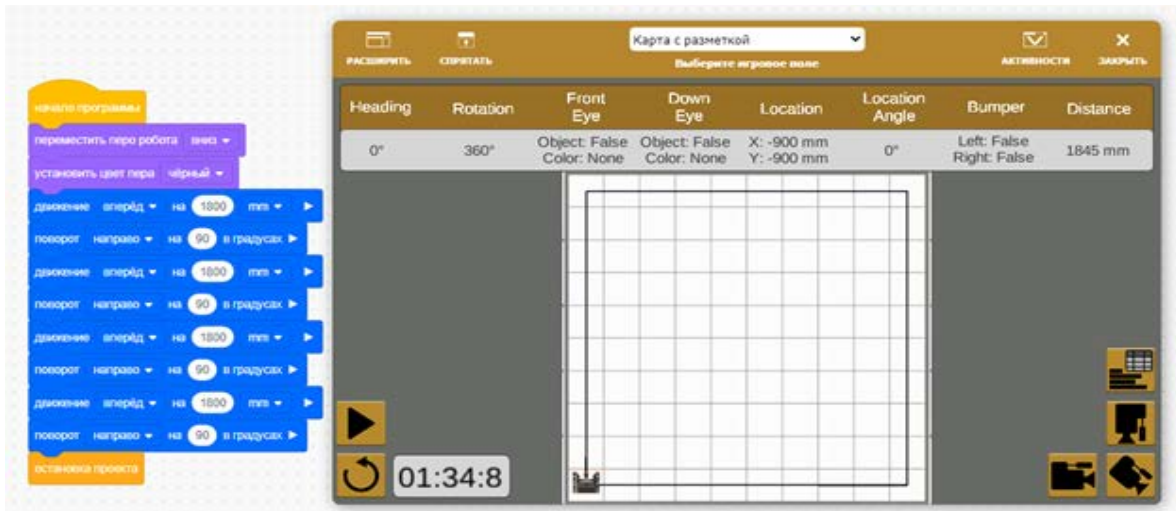 начало программы
переместить перо робота вниз
установить цвет пера чёрный
движение вперёд на 1800 mm
поворот направо на 90 в градусах
движение вперёд на 1800 mm
поворот направо на 90 в градусах
движение вперёд на 1800 mm
поворот направо на 90 в градусах
движение вперёд на 1800 mm
поворот направо на 90 в градусах
остановка проекта
РАСШИРИТЬ
СПРЯТАТЬ
Карта с разметкой
Выберите игровое поле
АКТИВНОСТИ
ЗАКРЫТЬ
Heading Rotation Front Eye Down Eye Location Location Angle Bumper Distance
0° 360° Object: False Object: False X: -900 mm 0° Left: False 1845 mm
Color: None Color: None Y: -900 mm Right: False
01:34:8